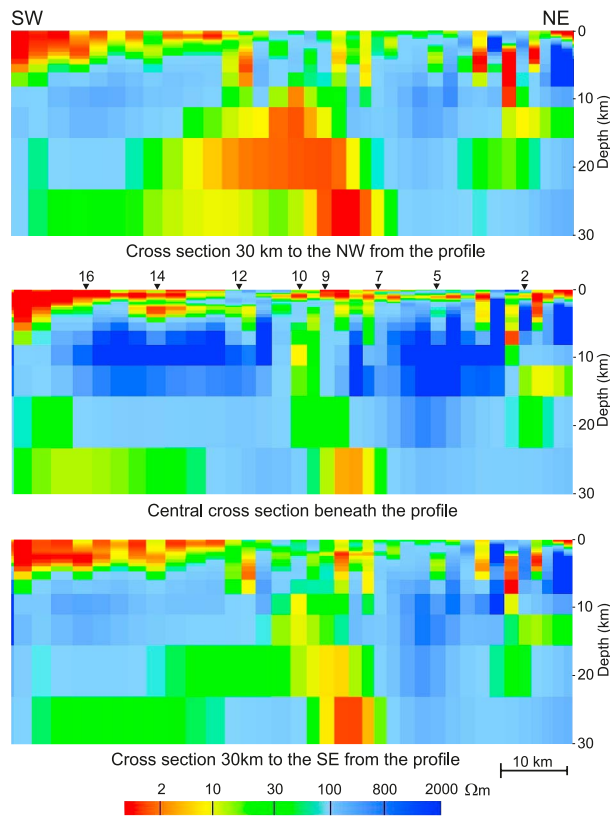 SW NE
0
10
20
30
Depth (km)
Cross section 30 km to the NW from the profile
16 14 12 10 9 7 5 2
0
10
20
30
Depth (km)
Central cross section beneath the profile
0
10
20
30
Depth (km)
Cross section 30km to the SE from the profile
10 km
2 10 30 100 800 2000 Ωm